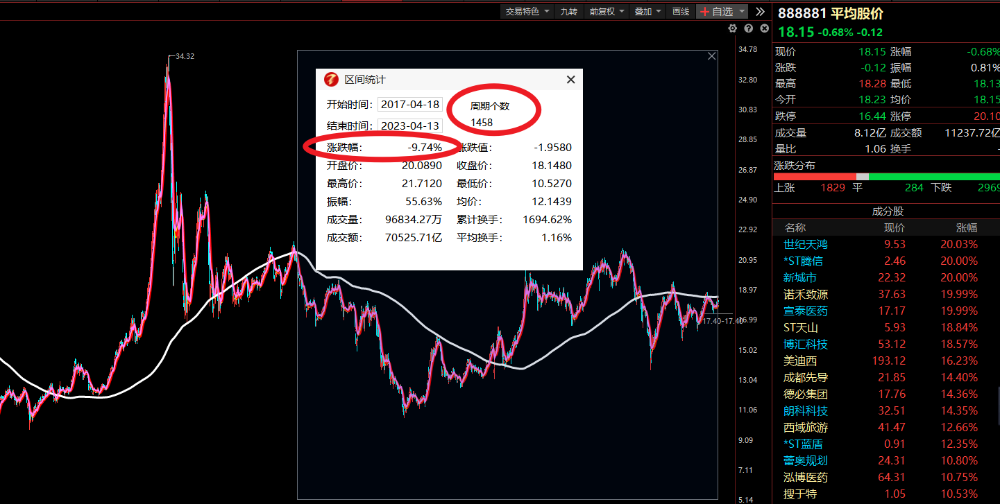 交易特色 九转 前复权 叠加 画线 +自选
888881 平均股价
18.15 -0.68% -0.12
现价 18.15 涨幅 -0.68%
涨跌 -0.12 振幅 0.81%
最高 18.28 最低 18.13
今开 18.23 均价 18.15
跌停 16.44 涨停 20.10
成交量 8.12亿 成交额 11237.72亿
量比 1.06 换手 -
涨跌分布
上涨 1829 平 284 下跌 2969
成分股
名称 现价 涨幅
世纪天鸿 9.53 20.03%
*ST腾信 2.46 20.00%
新城市 22.32 20.00%
诺禾致源 37.63 19.99%
宣泰医药 17.17 19.99%
ST天山 5.93 18.84%
博汇科技 53.12 18.57%
美迪西 193.12 16.23%
成都先导 21.85 14.40%
德必集团 17.76 14.36%
朗科科技 32.51 14.35%
西域旅游 41.47 12.66%
*ST蓝盾 0.91 12.35%
蕾奥规划 24.31 10.80%
泓博医药 64.31 10.75%
搜于特 1.05 10.53%
34.32
区间统计
开始时间： 2017-04-18
周期个数
结束时间： 2023-04-13
1458
涨跌幅： -9.74% 涨跌值： -1.9580
开盘价： 20.0890 收盘价： 18.1480
最高价： 21.7120 最低价： 10.5270
振幅： 55.63% 均价： 12.1439
成交量： 96834.27万 累计换手： 1694.62%
成交额： 70525.71亿 平均换手： 1.16%
17.40-17.40
34.78
32.80
30.83
28.85
26.87
24.90
22.92
20.95
18.97
16.99
15.02
13.04
11.06
9.09
7.11
5.14